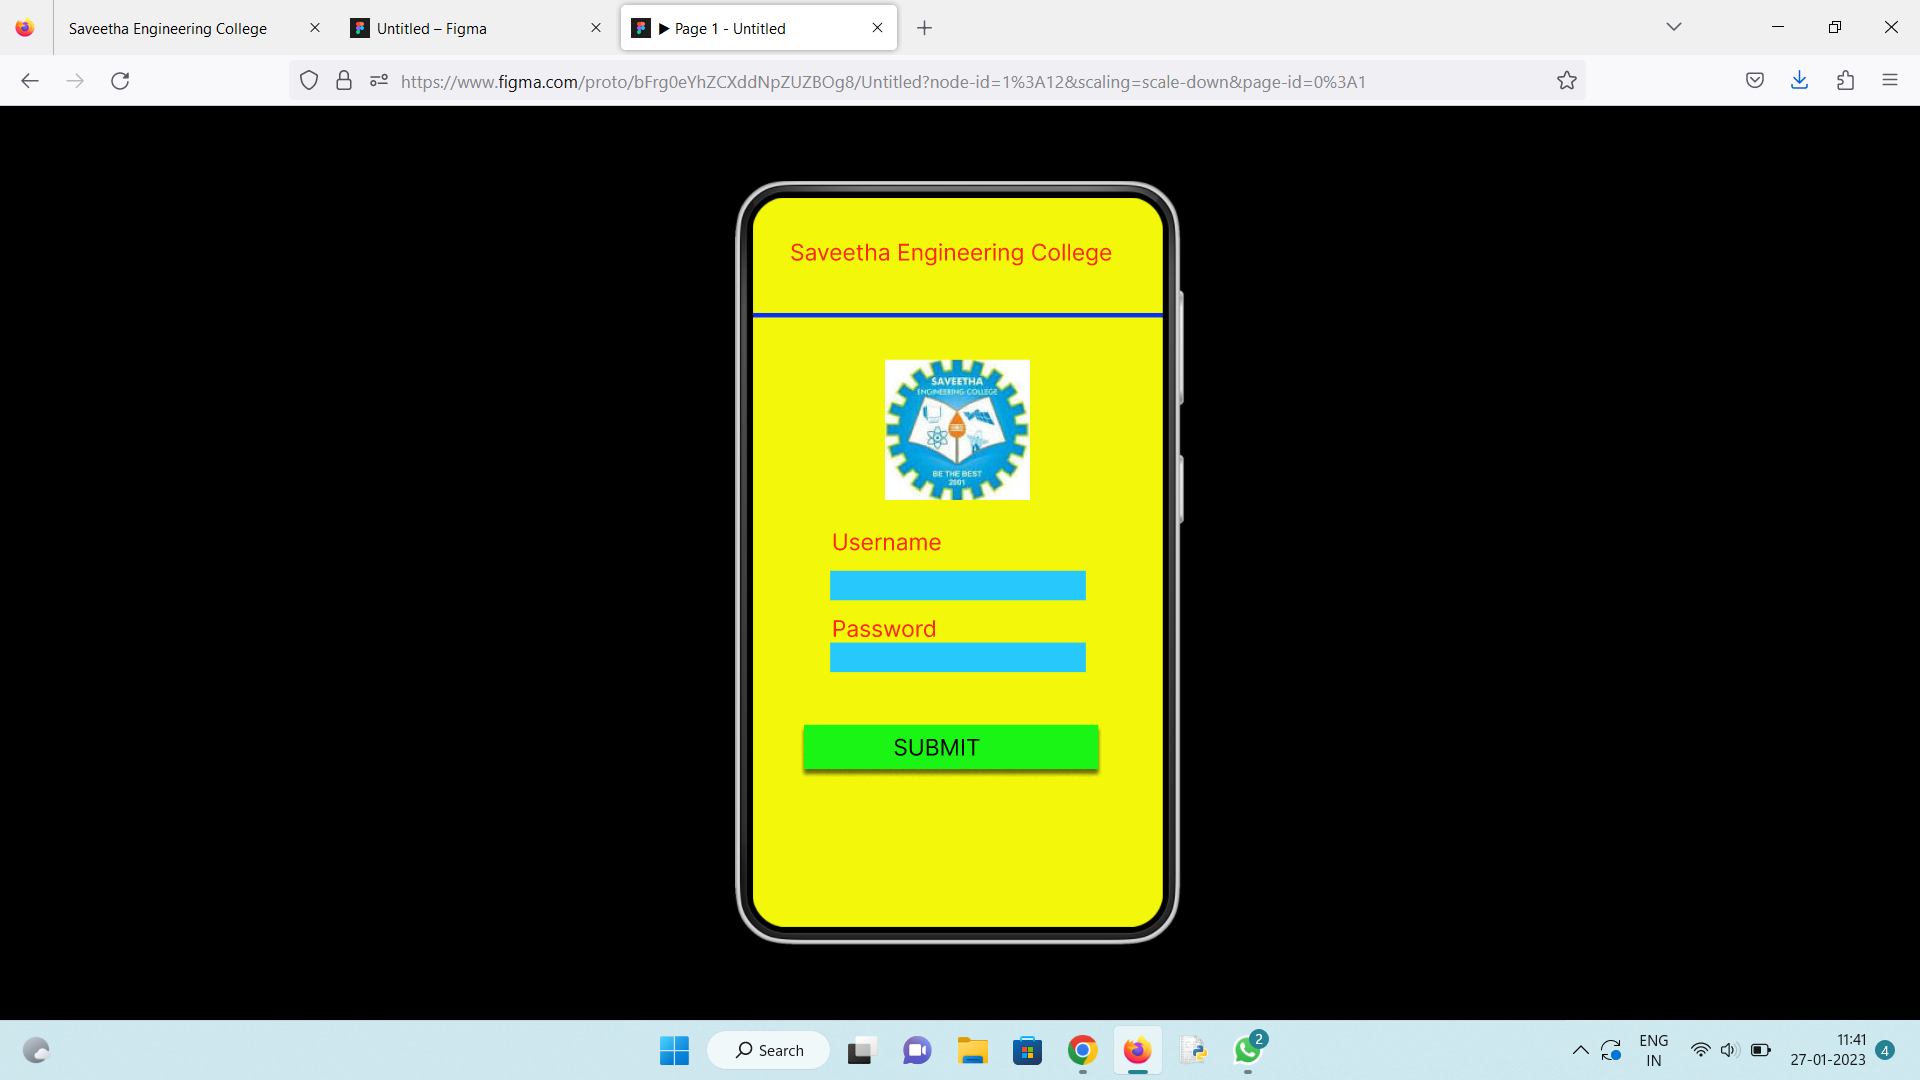 Saveetha Engineering College
Untitled – Figma
▶ Page 1 - Untitled
https://www.figma.com/proto/bFrg0eYhZCXddNpZUZBOg8/Untitled?node-id=1%3A12&scaling=scale-down&page-id=0%3A1
Saveetha Engineering College
SAVEETHA
ENGINEERING COLLEGE
BE THE BEST
2001
Username
Password
SUBMIT
Search
2
ENG
IN
11:41
27-01-2023
4